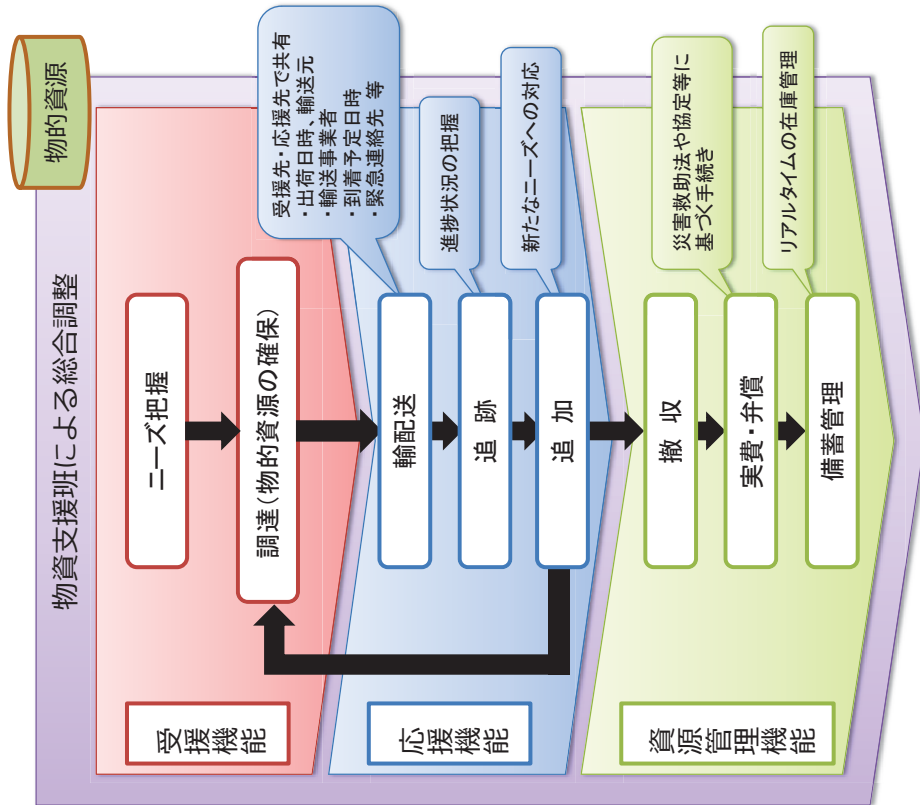 物的資源
物資支援班による総合調整
受援機能
ニーズ把握
調達(物的資源の確保)
応援機能
輸配送
受援先・応援先で共有
・出荷日時、輸送元
・輸送事業者
・到着予定日時
・緊急連絡先 等
追 跡
進捗状況の把握
追 加
新たなニーズへの対応
資源管理機能
撤 収
実費・弁償
災害救助法や協定等に
基づく手続き
備蓄管理
リアルタイムの在庫管理